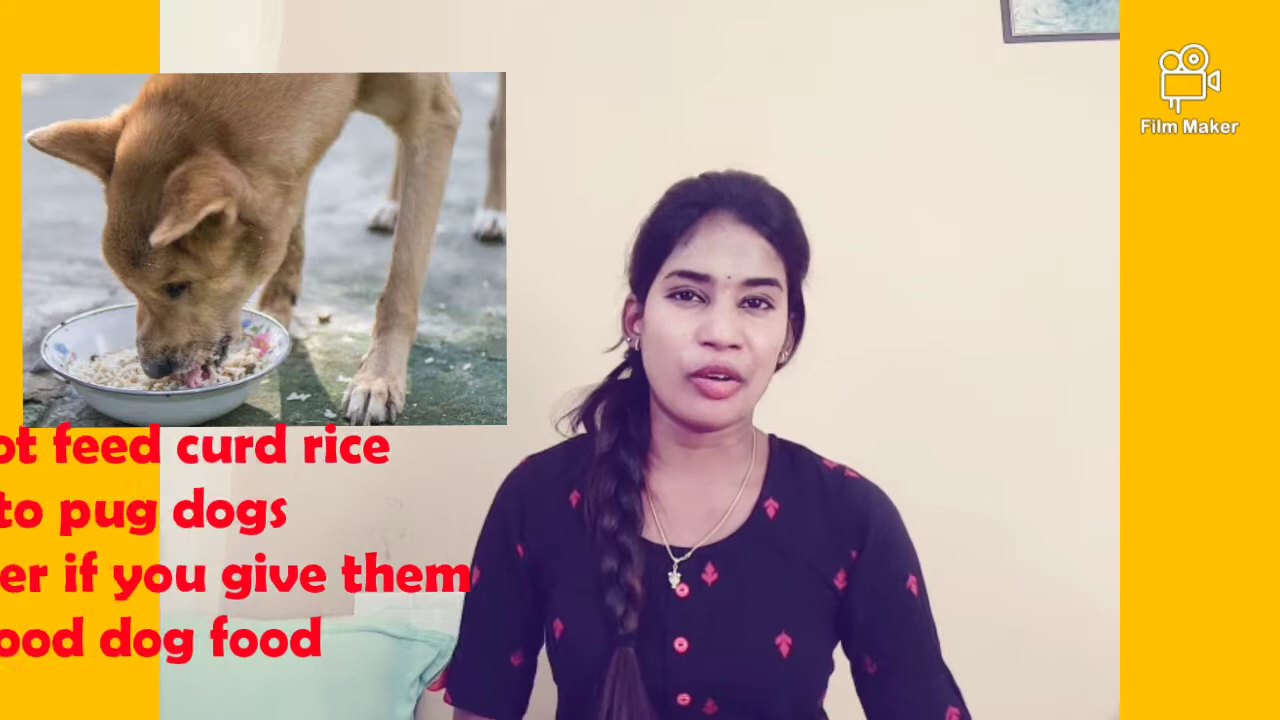 ot feed curd rice
to pug dogs
er if you give them
ood dog food
Film Maker